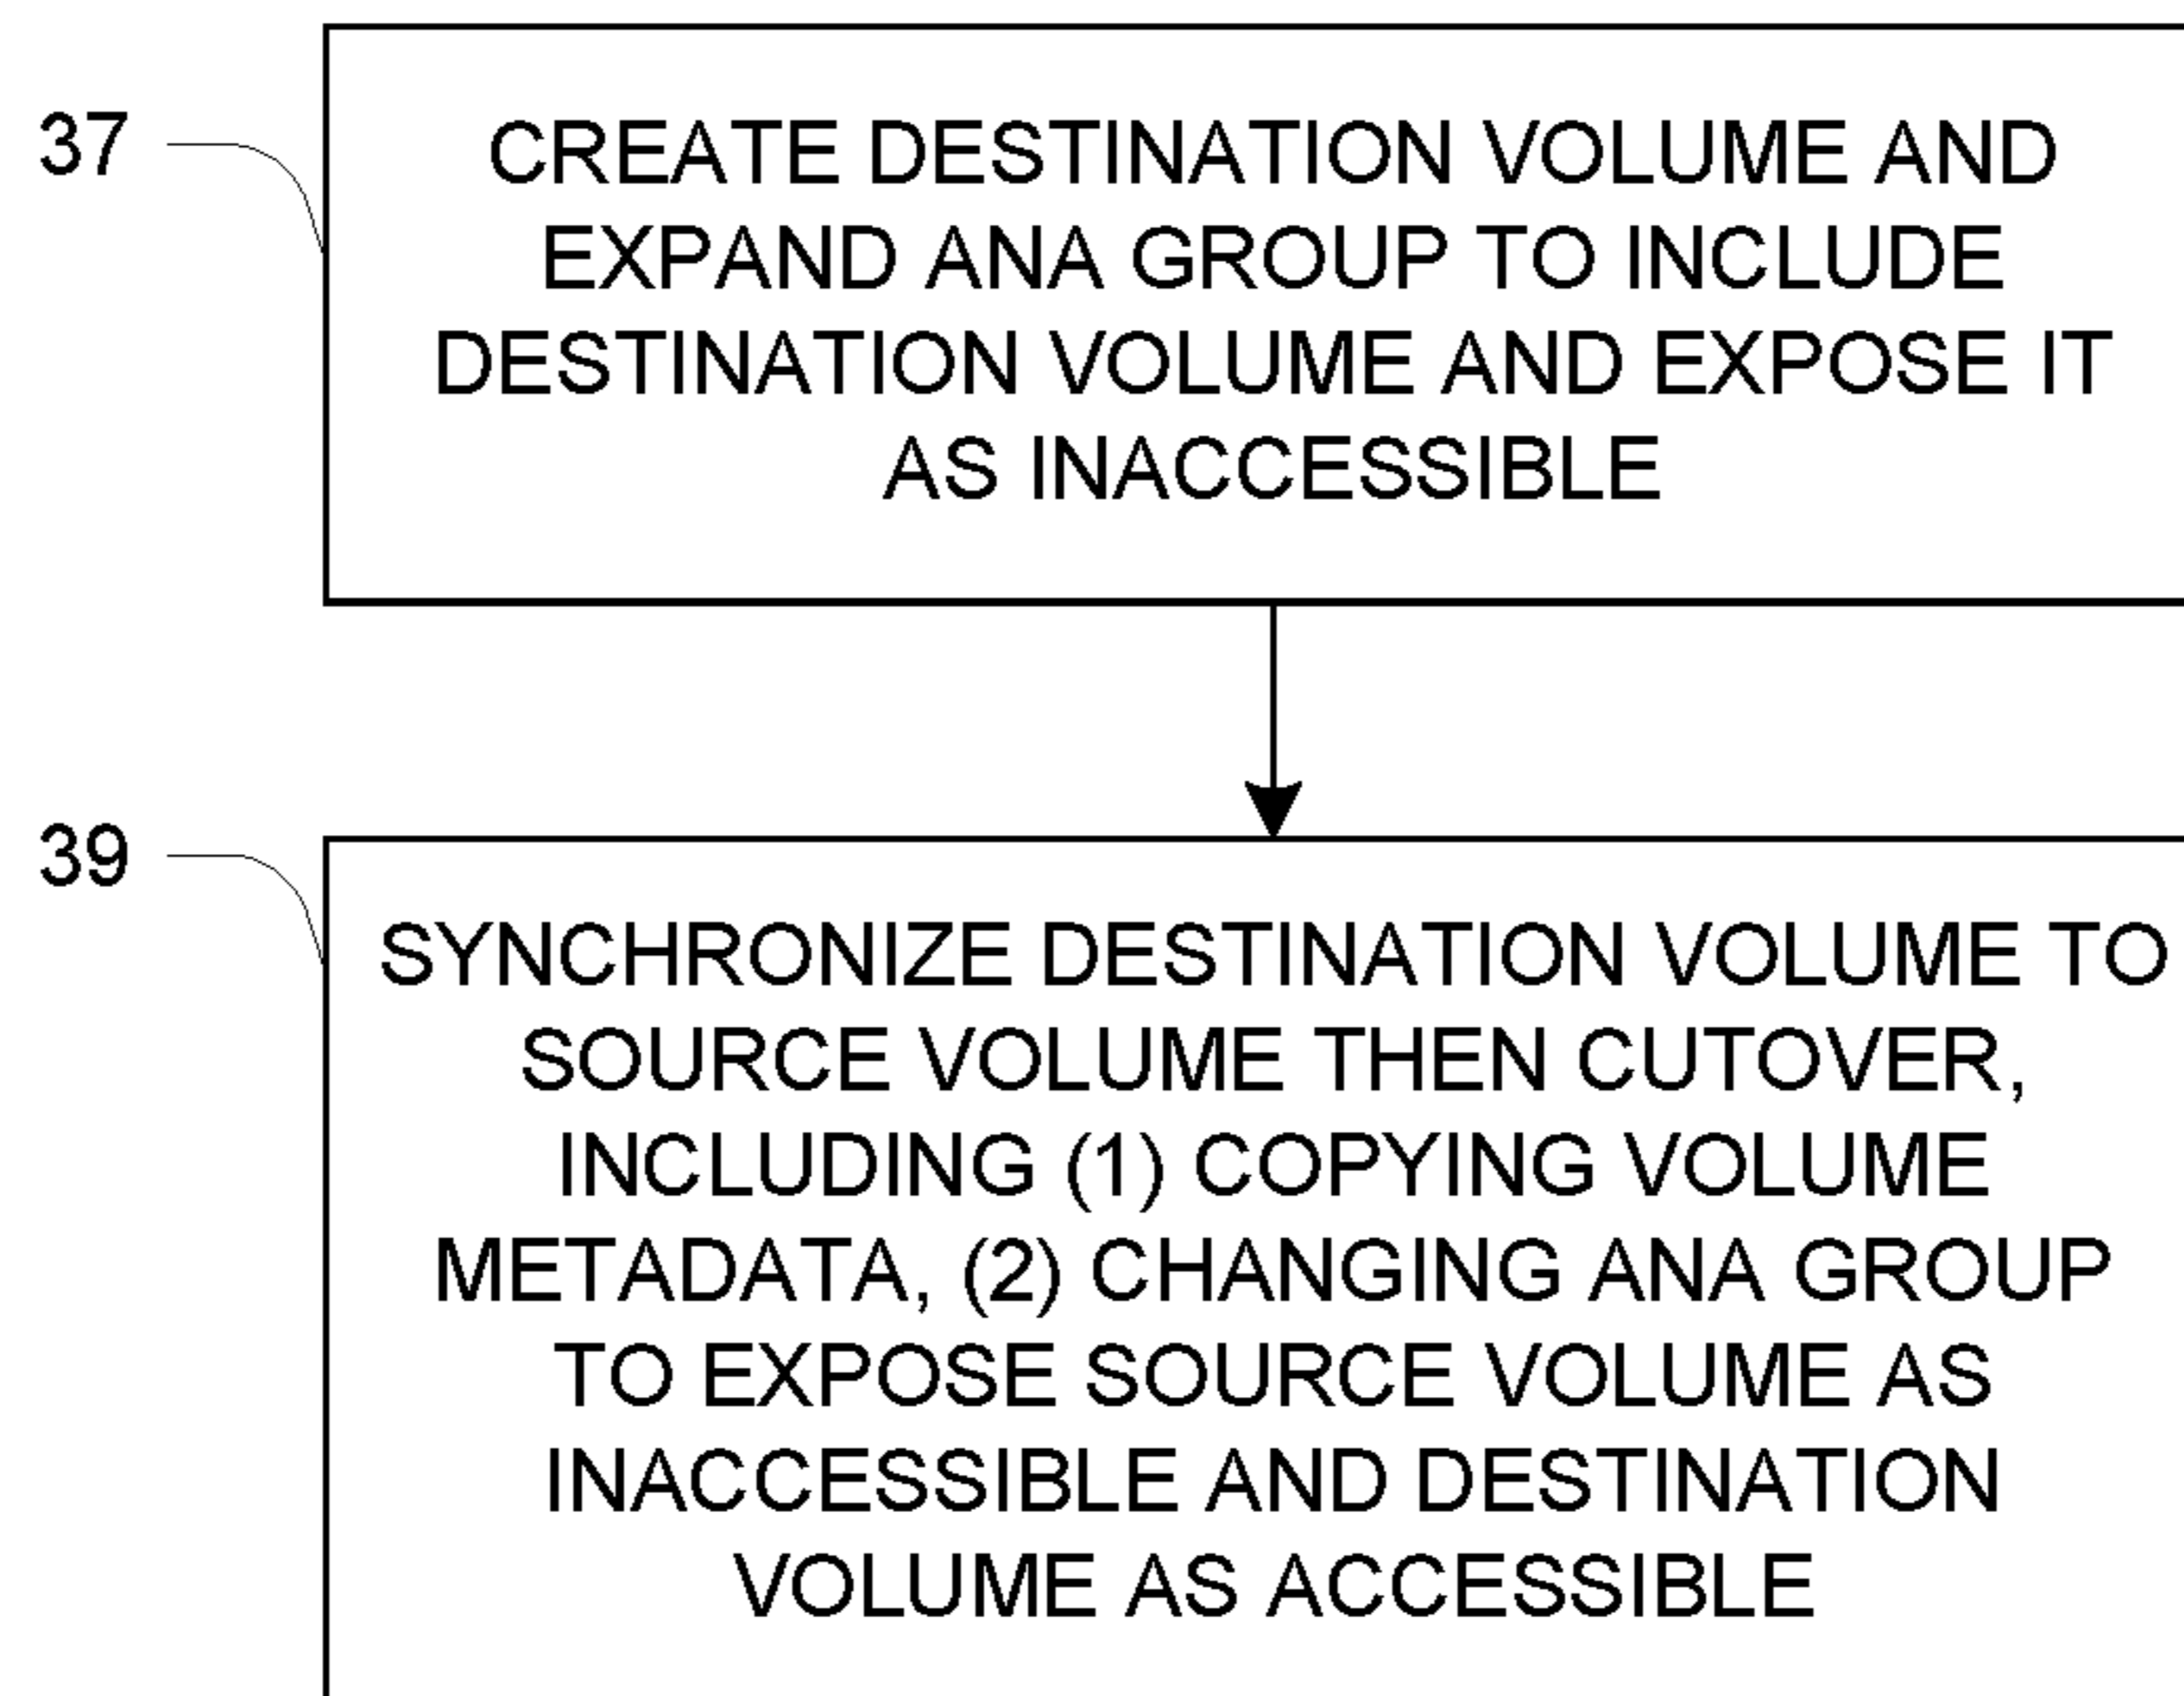 37
CREATE DESTINATION VOLUME AND
EXPAND ANA GROUP TO INCLUDE
DESTINATION VOLUME AND EXPOSE IT
AS INACCESSIBLE
39
SYNCHRONIZE DESTINATION VOLUME TO
SOURCE VOLUME THEN CUTOVER,
INCLUDING (1) COPYING VOLUME
METADATA, (2) CHANGING ANA GROUP
TO EXPOSE SOURCE VOLUME AS
INACCESSIBLE AND DESTINATION
VOLUME AS ACCESSIBLE